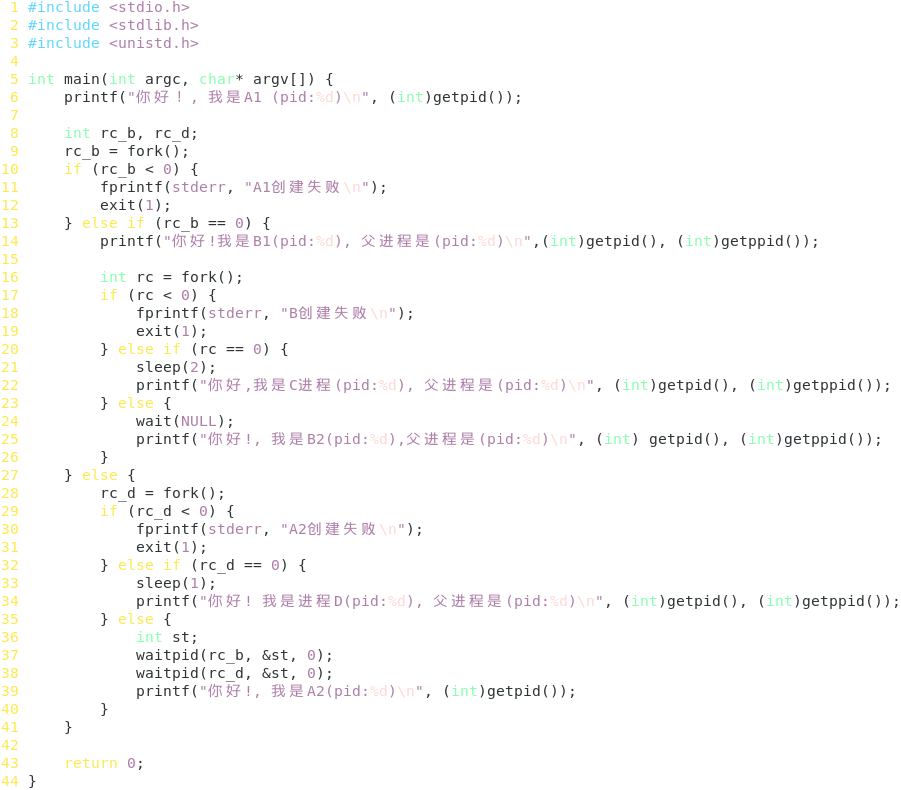 1 #include <stdio.h>
2 #include <stdlib.h>
3 #include <unistd.h>
4
5 int main(int argc, char* argv[]) {
6     printf("你好！, 我是A1 (pid:%d)\n", (int)getpid());
7
8     int rc_b, rc_d;
9     rc_b = fork();
10     if (rc_b < 0) {
11         fprintf(stderr, "A1创建失败\n");
12         exit(1);
13     } else if (rc_b == 0) {
14         printf("你好!我是B1(pid:%d), 父进程是(pid:%d)\n",(int)getpid(), (int)getppid());
15
16         int rc = fork();
17         if (rc < 0) {
18             fprintf(stderr, "B创建失败\n");
19             exit(1);
20         } else if (rc == 0) {
21             sleep(2);
22             printf("你好,我是C进程(pid:%d), 父进程是(pid:%d)\n", (int)getpid(), (int)getppid());
23         } else {
24             wait(NULL);
25             printf("你好!, 我是B2(pid:%d),父进程是(pid:%d)\n", (int) getpid(), (int)getppid());
26         }
27     } else {
28         rc_d = fork();
29         if (rc_d < 0) {
30             fprintf(stderr, "A2创建失败\n");
31             exit(1);
32         } else if (rc_d == 0) {
33             sleep(1);
34             printf("你好! 我是进程D(pid:%d), 父进程是(pid:%d)\n", (int)getpid(), (int)getppid());
35         } else {
36             int st;
37             waitpid(rc_b, &st, 0);
38             waitpid(rc_d, &st, 0);
39             printf("你好!, 我是A2(pid:%d)\n", (int)getpid());
40         }
41     }
42
43     return 0;
44 }